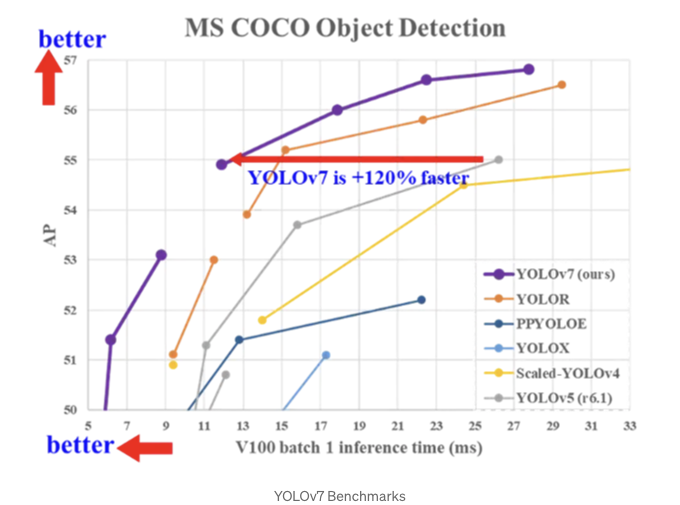 MS COCO Object Detection
better
57
56
55
54
53
52
51
50
AP
YOLOv7 is +120% faster
YOLOv7 (ours)
YOLOR
PPYOLOE
YOLOX
Scaled-YOLOv4
YOLOv5 (r6.1)
5 7 9 11 13 15 17 19 21 23 25 27 29 31 33
better
V100 batch 1 inference time (ms)
YOLOv7 Benchmarks